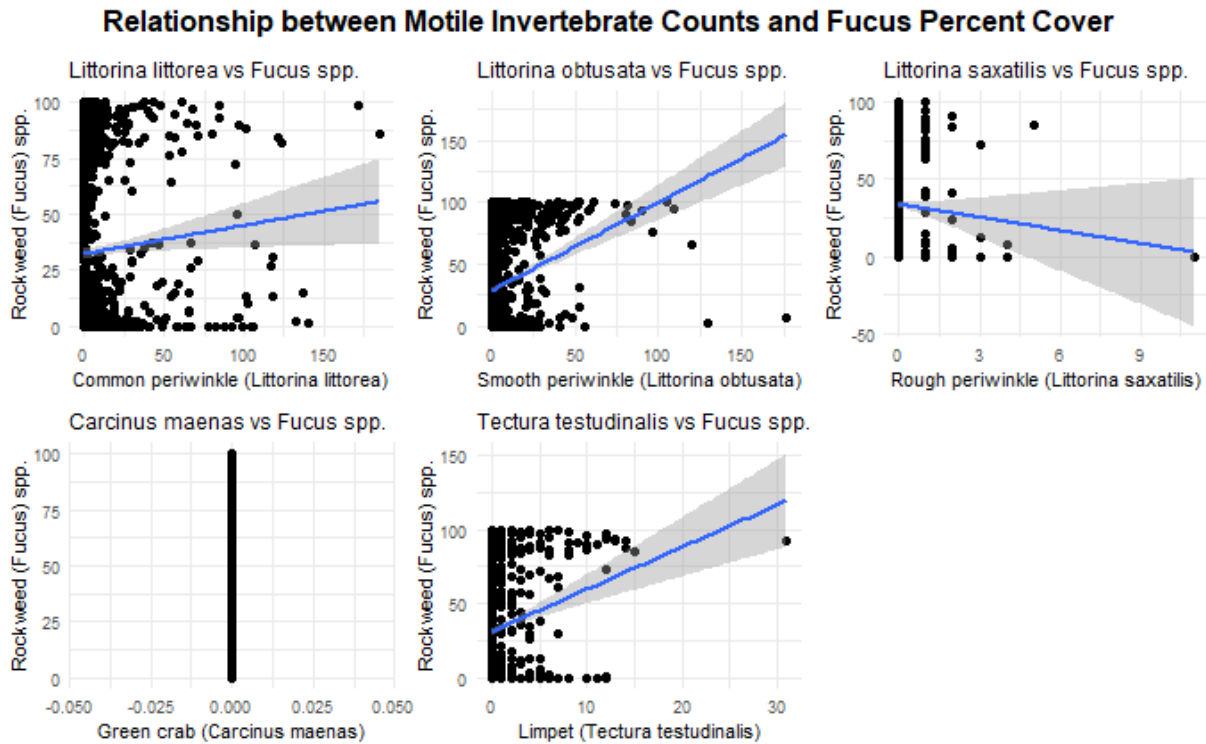 Relationship between Motile Invertebrate Counts and Fucus Percent Cover
Littorina littorea vs Fucus spp.
Rockweed (Fucus) spp.
100
75
50
25
0
0 50 100 150
Common periwinkle (Littorina littorea)
Littorina obtusata vs Fucus spp.
Rockweed (Fucus) spp.
150
100
50
0
0 50 100 150
Smooth periwinkle (Littorina obtusata)
Littorina saxatilis vs Fucus spp.
Rockweed (Fucus) spp.
100
50
0
-50
0 3 6 9
Rough periwinkle (Littorina saxatilis)
Carcinus maenas vs Fucus spp.
Rockweed (Fucus) spp.
100
75
50
25
0
-0.050 -0.025 0.000 0.025 0.050
Green crab (Carcinus maenas)
Tectura testudinalis vs Fucus spp.
Rockweed (Fucus) spp.
150
100
50
0
0 10 20 30
Limpet (Tectura testudinalis)